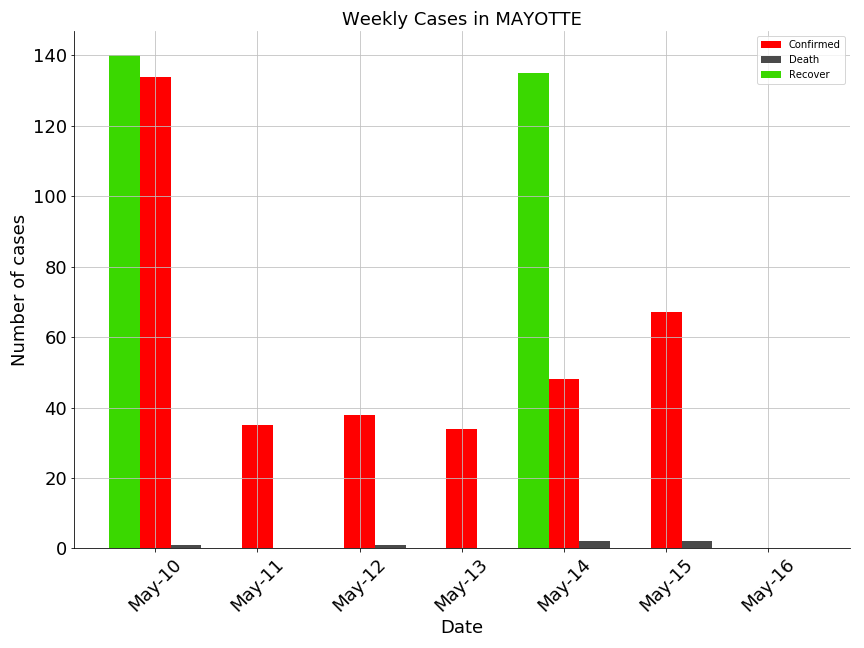 Weekly Cases in MAYOTTE
Confirmed
Death
Recover
Number of cases
140
120
100
80
60
40
20
0
May-10
May-11
May-12
May-13
May-14
May-15
May-16
Date